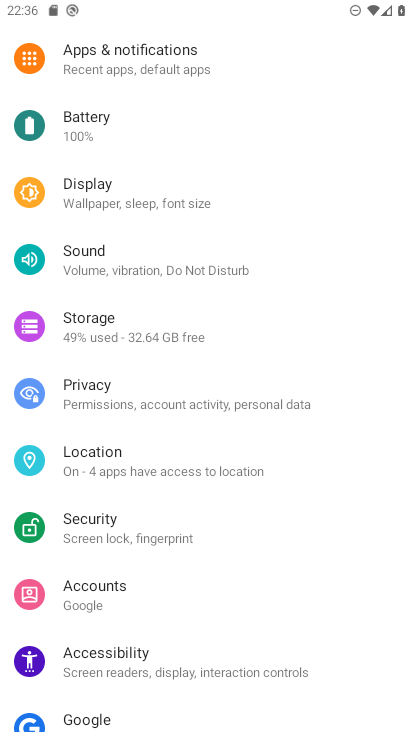 22:36
Apps & notifications
Recent apps, default apps
Battery
100%
Display
Wallpaper, sleep, font size
Sound
Volume, vibration, Do Not Disturb
Storage
49% used - 32.64 GB free
Privacy
Permissions, account activity, personal data
Location
On - 4 apps have access to location
Security
Screen lock, fingerprint
Accounts
Google
Accessibility
Screen readers, display, interaction controls
Google